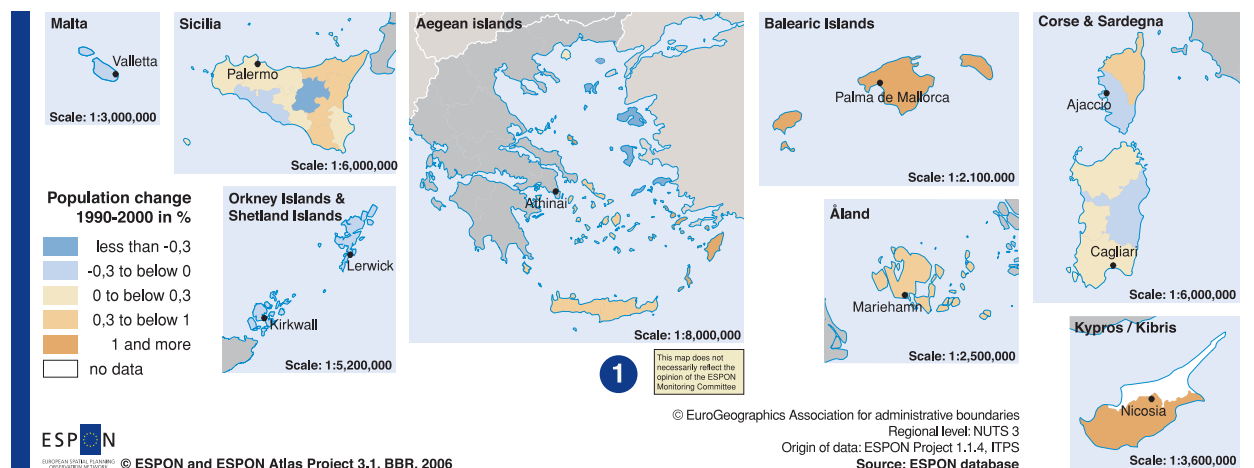 Malta
Valletta
Scale: 1:3,000,000
Sicilia
Palermo
Scale: 1:6,000,000
Aegean islands
Athinai
Scale: 1:8,000,000
Balearic Islands
Palma de Mallorca
Scale: 1:2.100.000
Corse & Sardegna
Ajaccio
Cagliari
Scale: 1:6,000,000
Population change
1990-2000 in %
less than -0,3
-0,3 to below 0
0 to below 0,3
0,3 to below 1
1 and more
no data
Orkney Islands &
Shetland Islands
Lerwick
Kirkwall
Scale: 1:5,200,000
Åland
Mariehamn
Scale: 1:2,500,000
Kypros / Kibris
Nicosia
Scale: 1:3,600,000
1
This map does not
necessarily reflect the
opinion of the ESPON
Monitoring Committee
© EuroGeographics Association for administrative boundaries
Regional level: NUTS 3
Origin of data: ESPON Project 1.1.4, ITPS
Source: ESPON database
ESP N
EUROPEAN SPATIAL PLANNING
OBSERVATION NETWORK
© ESPON and ESPON Atlas Project 3.1, BBR, 2006